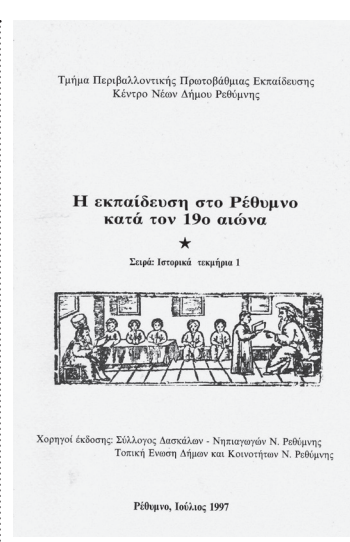 Τμήμα Περιβαλλοντικής Πρωτοβάθμιας Εκπαίδευσης
Κέντρο Νέων Δήμου Ρεθύμνης
Η εκπαίδευση στο Ρέθυμνο
κατά τον 19ο αιώνα
★
Σειρά: Ιστορικά τεκμήρια 1
Χορηγοί έκδοσης: Σύλλογος Δασκάλων - Νηπιαγωγών Ν. Ρεθύμνης
Τοπική Ενωση Δήμων και Κοινοτήτων Ν. Ρεθύμνης
Ρέθυμνο, Ιούλιος 1997